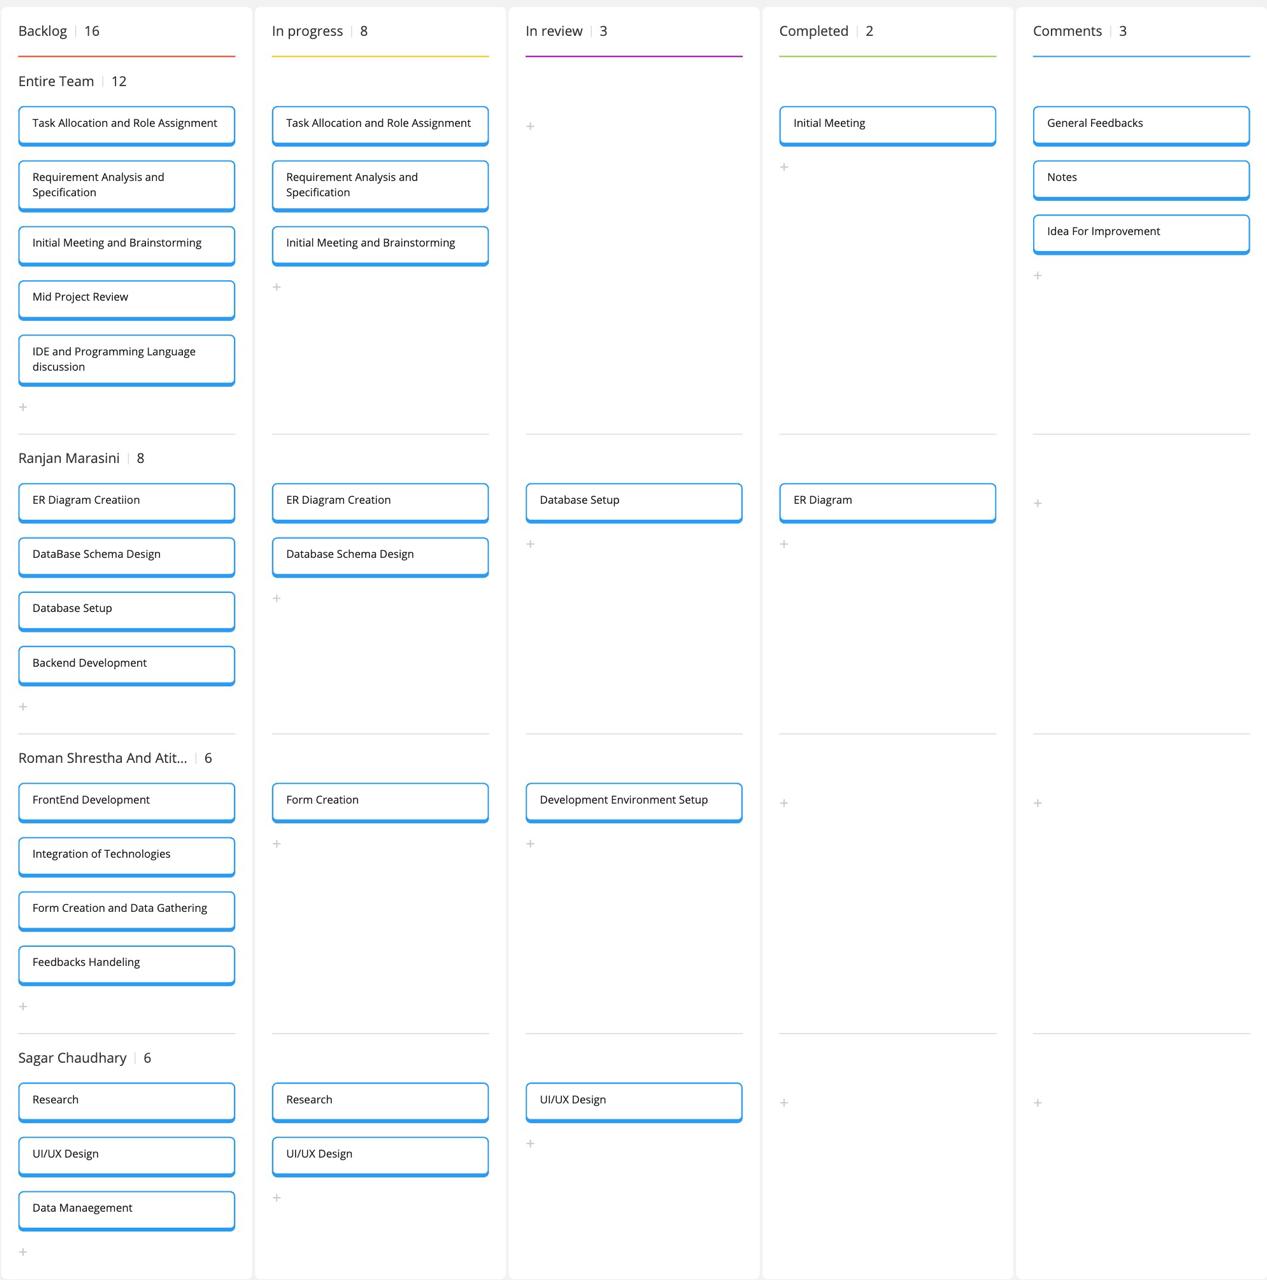 Backlog | 16
In progress | 8
In review | 3
Completed | 2
Comments | 3
Entire Team | 12
Task Allocation and Role Assignment
Requirement Analysis and
Specification
Initial Meeting and Brainstorming
Mid Project Review
IDE and Programming Language
discussion
+
Task Allocation and Role Assignment
Requirement Analysis and
Specification
Initial Meeting and Brainstorming
+
+
Initial Meeting
+
General Feedbacks
Notes
Idea For Improvement
+
Ranjan Marasini | 8
ER Diagram Creatiion
DataBase Schema Design
Database Setup
Backend Development
+
ER Diagram Creation
Database Schema Design
+
Database Setup
+
ER Diagram
+
+
Roman Shrestha And Atit... | 6
FrontEnd Development
Integration of Technologies
Form Creation and Data Gathering
Feedbacks Handeling
+
Form Creation
+
Development Environment Setup
+
+
+
Sagar Chaudhary | 6
Research
UI/UX Design
Data Manaegement
+
Research
UI/UX Design
+
UI/UX Design
+
+
+